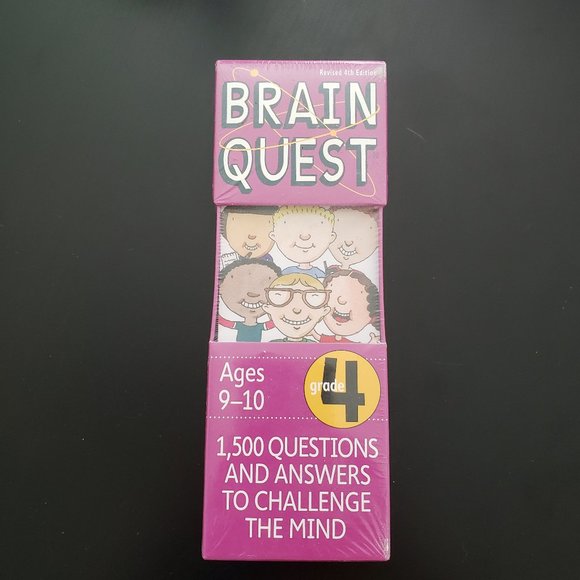 Revised 4th Edition
BRAIN
QUEST
Ages
9–10
grade 4
1,500 QUESTIONS
AND ANSWERS
TO CHALLENGE
THE MIND